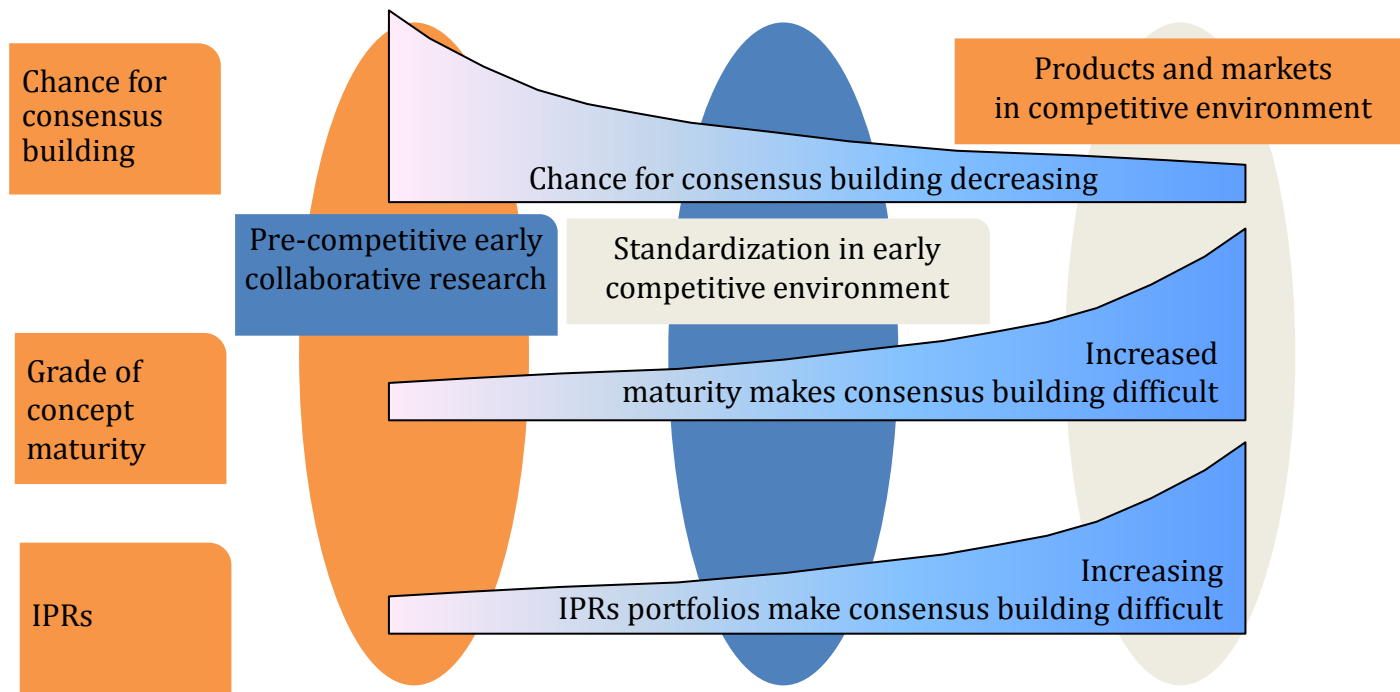 Chance for
consensus
building
Products and markets
in competitive environment
Chance for consensus building decreasing
Pre-competitive early
collaborative research
Standardization in early
competitive environment
Grade of
concept
maturity
Increased
maturity makes consensus building difficult
IPRs
Increasing
IPRs portfolios make consensus building difficult